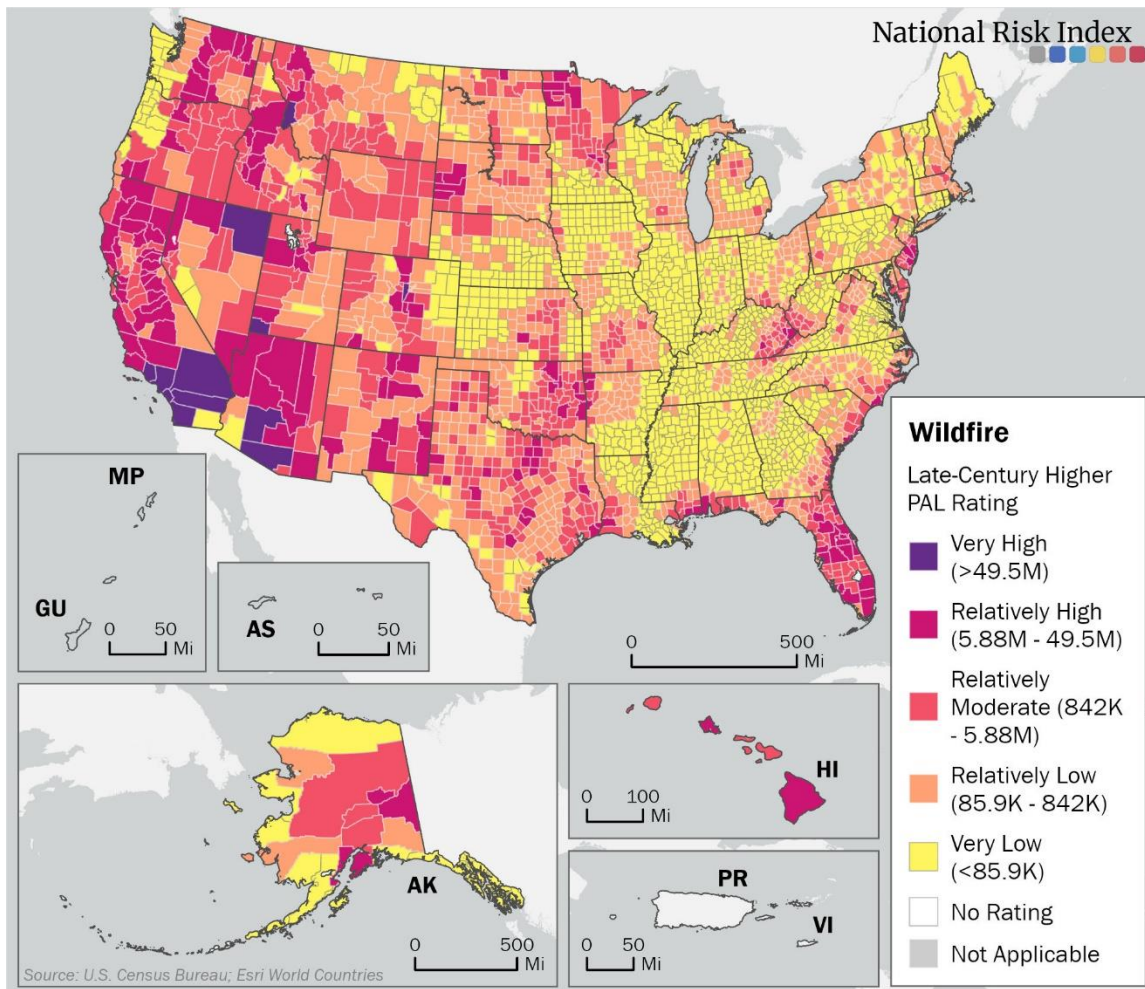 National Risk Index
Wildfire
Late-Century Higher
PAL Rating
Very High
(>49.5M)
Relatively High
(5.88M - 49.5M)
Relatively
Moderate (842K
- 5.88M)
Relatively Low
(85.9K - 842K)
Very Low
(<85.9K)
No Rating
Not Applicable
MP
GU
0 50
Mi
AS
0 50
Mi
0 500
Mi
AK
0 500
Mi
Source: U.S. Census Bureau; Esri World Countries
HI
0 100
Mi
PR
VI
0 50
Mi